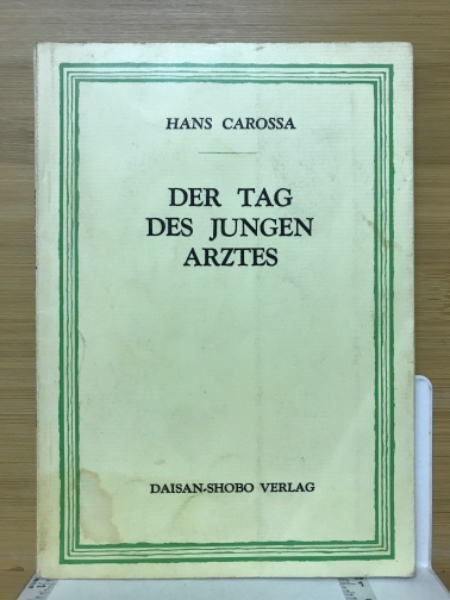 HANS CAROSSA
DER TAG
DES JUNGEN
ARZTES
DAISAN-SHOBO VERLAG